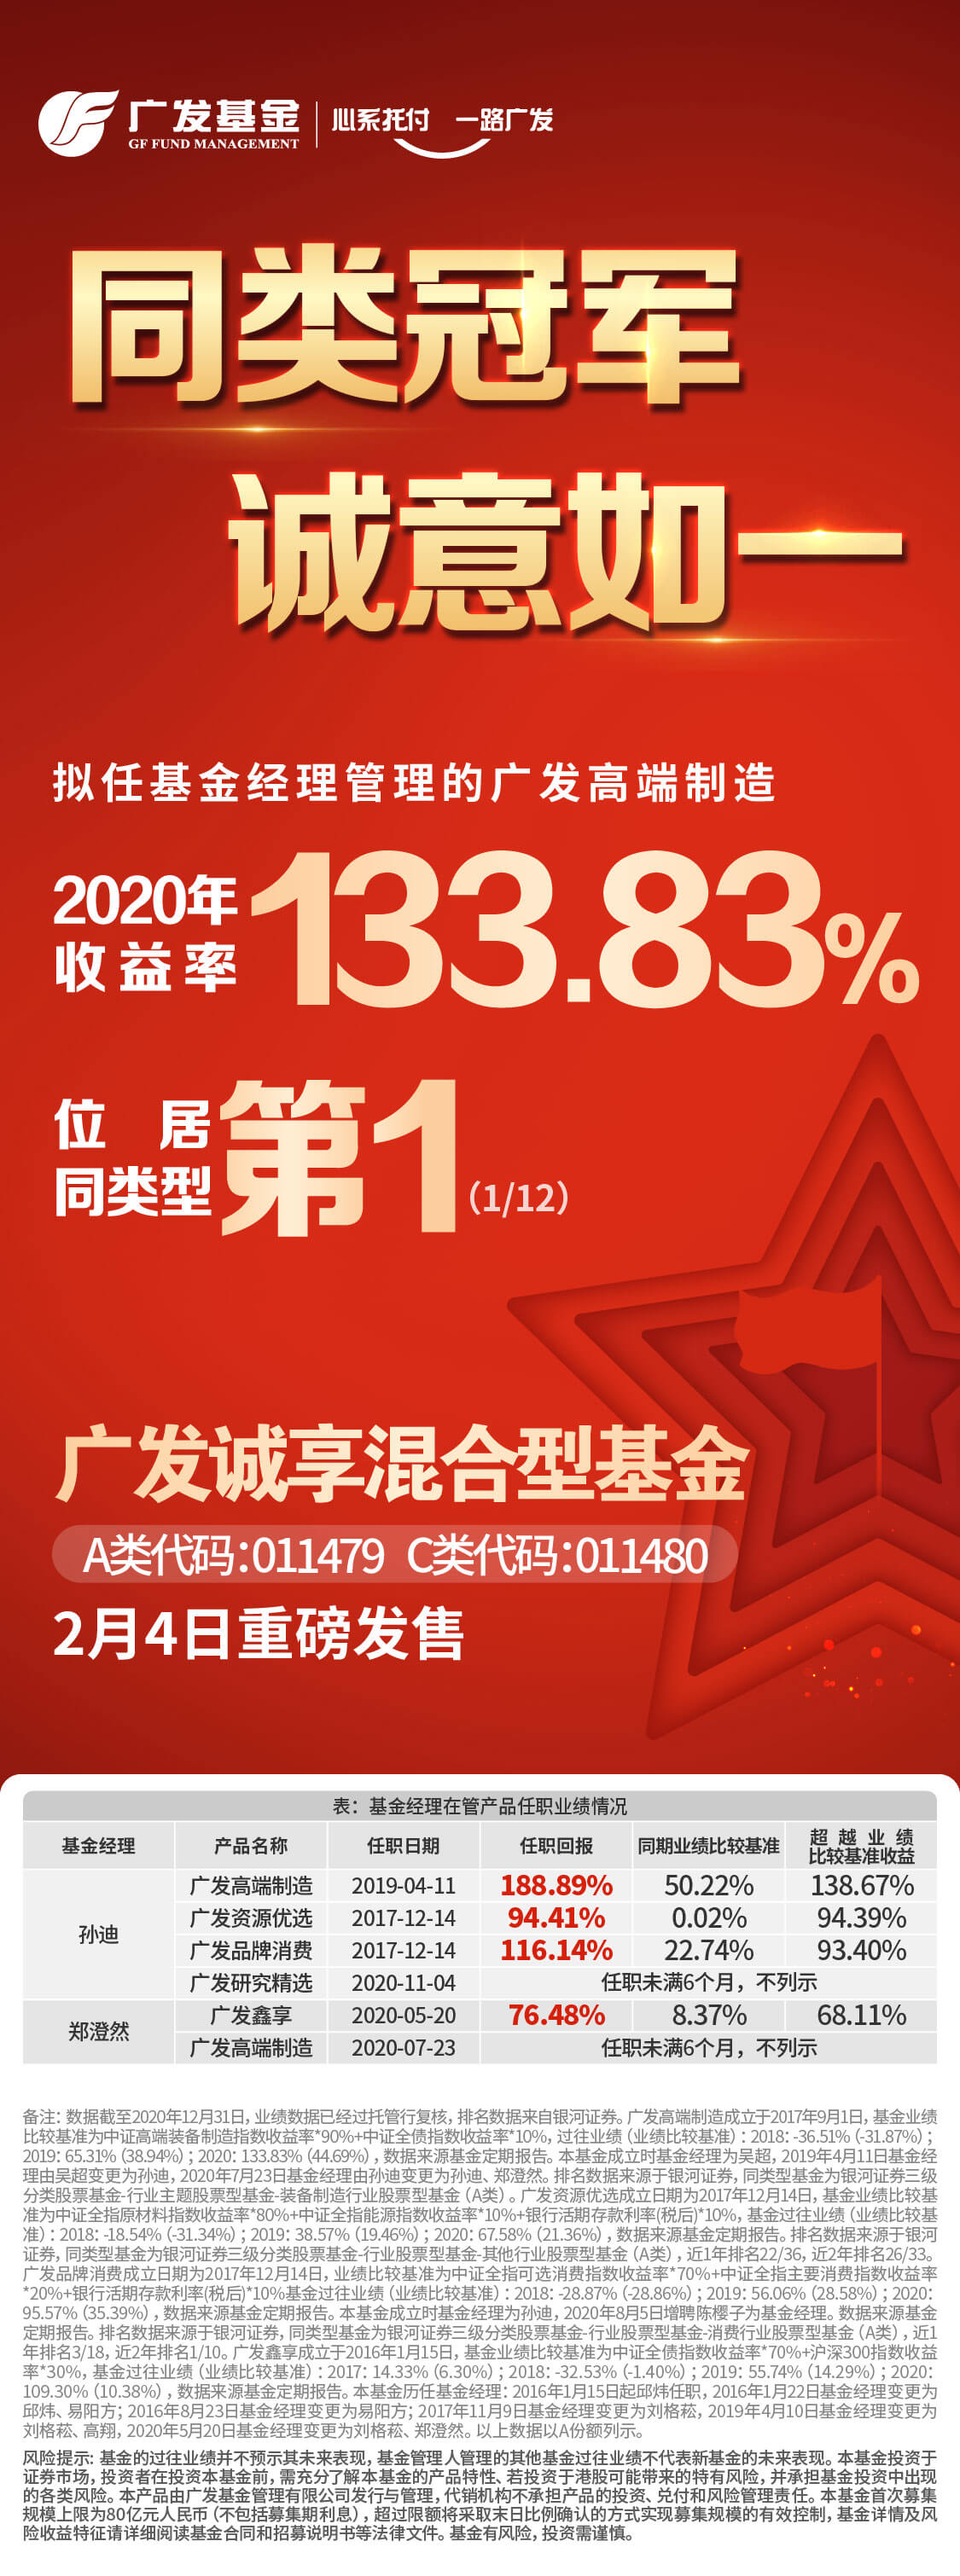 广发基金
GF FUND MANAGEMENT
心系托付 一路广发
同类冠军
诚意如一
拟任基金经理管理的广发高端制造
2020年收益率 133.83%
位居同类型 第1 (1/12)
广发诚享混合型基金
A类代码:011479 C类代码:011480
2月4日重磅发售
表：基金经理在管产品任职业绩情况
基金经理 产品名称 任职日期 任职回报 同期业绩比较基准 超越业绩比较基准收益
孙迪 广发高端制造 2019-04-11 188.89% 50.22% 138.67%
广发资源优选 2017-12-14 94.41% 0.02% 94.39%
广发品牌消费 2017-12-14 116.14% 22.74% 93.40%
广发研究精选 2020-11-04 任职未满6个月，不列示
郑澄然 广发鑫享 2020-05-20 76.48% 8.37% 68.11%
广发高端制造 2020-07-23 任职未满6个月，不列示
备注：数据截至2020年12月31日，业绩数据已经过托管行复核，排名数据来自银河证券。广发高端制造成立于2017年9月1日，基金业绩
比较基准为中证高端装备制造指数收益率*90%+中证全债指数收益率*10%，过往业绩（业绩比较基准）：2018：-36.51% (-31.87%)；
2019：65.31% (38.94%)；2020：133.83% (44.69%)，数据来源基金定期报告。本基金成立时基金经理为吴超，2019年4月11日基金经
理由吴超变更为孙迪，2020年7月23日基金经理由孙迪变更为孙迪、郑澄然。排名数据来源于银河证券，同类型基金为银河证券三级
分类股票基金-行业主题股票型基金-装备制造行业股票型基金（A类）。广发资源优选成立日期为2017年12月14日，基金业绩比较基
准为中证全指原材料指数收益率*80%+中证全指能源指数收益率*10%+银行活期存款利率(税后)*10%，基金过往业绩（业绩比较基
准）：2018：-18.54% (-31.34%)；2019：38.57% (19.46%)；2020：67.58% (21.36%)，数据来源基金定期报告。排名数据来源于银河
证券，同类型基金为银河证券三级分类股票基金-行业股票型基金-其他行业股票型基金（A类），近1年排名22/36，近2年排名26/33。
广发品牌消费成立日期为2017年12月14日，业绩比较基准为中证全指可选消费指数收益率*70%+中证全指主要消费指数收益率
*20%+银行活期存款利率(税后)*10%基金过往业绩（业绩比较基准）：2018：-28.87% (-28.86%)；2019：56.06% (28.58%)；2020：
95.57% (35.39%)，数据来源基金定期报告。本基金成立时基金经理为孙迪，2020年8月5日增聘陈樱子为基金经理。数据来源基金
定期报告。排名数据来源于银河证券，同类型基金为银河证券三级分类股票基金-行业股票型基金-消费行业股票型基金（A类），近1
年排名3/18，近2年排名1/10。广发鑫享成立于2016年1月15日，基金业绩比较基准为中证全债指数收益率*70%+沪深300指数收益
率*30%，基金过往业绩（业绩比较基准）：2017：14.33% (6.30%)；2018：-32.53% (-1.40%)；2019：55.74% (14.29%)；2020：
109.30% (10.38%)，数据来源基金定期报告。本基金历任基金经理：2016年1月15日起邱炜任职，2016年1月22日基金经理变更为
邱炜、易阳方；2016年8月23日基金经理变更为易阳方；2017年11月9日基金经理变更为刘格菘，2019年4月10日基金经理变更为
刘格菘、高翔，2020年5月20日基金经理变更为刘格菘、郑澄然。以上数据以A份额列示。
风险提示：基金的过往业绩并不预示其未来表现，基金管理人管理的其他基金过往业绩不代表新基金的未来表现。本基金投资于
证券市场，投资者在投资本基金前，需充分了解本基金的产品特性、若投资于港股可能带来的特有风险，并承担基金投资中出现
的各类风险。本产品由广发基金管理有限公司发行与管理，代销机构不承担产品的投资、兑付和风险管理责任。本基金首次募集
规模上限为80亿元人民币（不包括募集期利息），超过限额将采取末日比例确认的方式实现募集规模的有效控制，基金详情及风
险收益特征请详细阅读基金合同和招募说明书等法律文件。基金有风险，投资需谨慎。